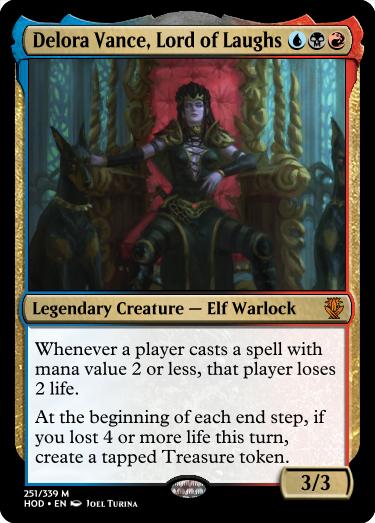 Delora Vance, Lord of Laughs
Legendary Creature — Elf Warlock
Whenever a player casts a spell with
mana value 2 or less, that player loses
2 life.
At the beginning of each end step, if
you lost 4 or more life this turn,
create a tapped Treasure token.
3/3
251/339 M
HOD • EN Joel Turina